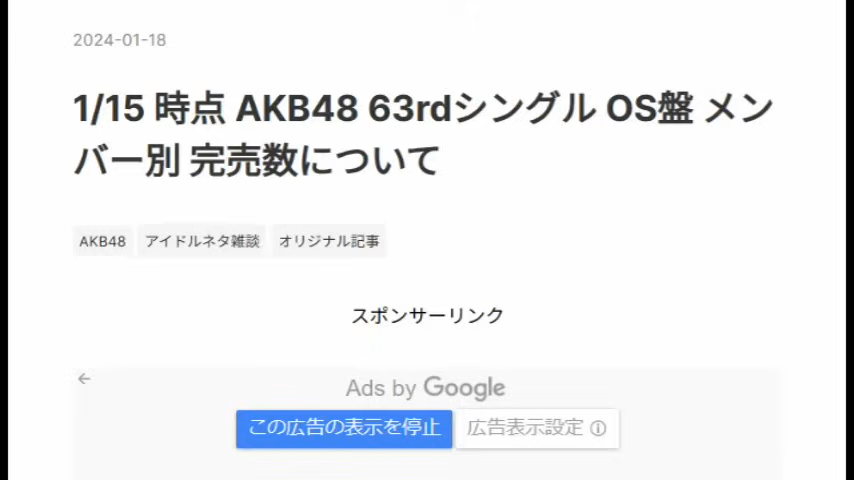 2024-01-18
1/15 時点 AKB48 63rdシングル OS盤 メン
バー別 完売数について
AKB48 アイドルネタ雑談 オリジナル記事
スポンサーリンク
Ads by Google
この広告の表示を停止 広告表示設定